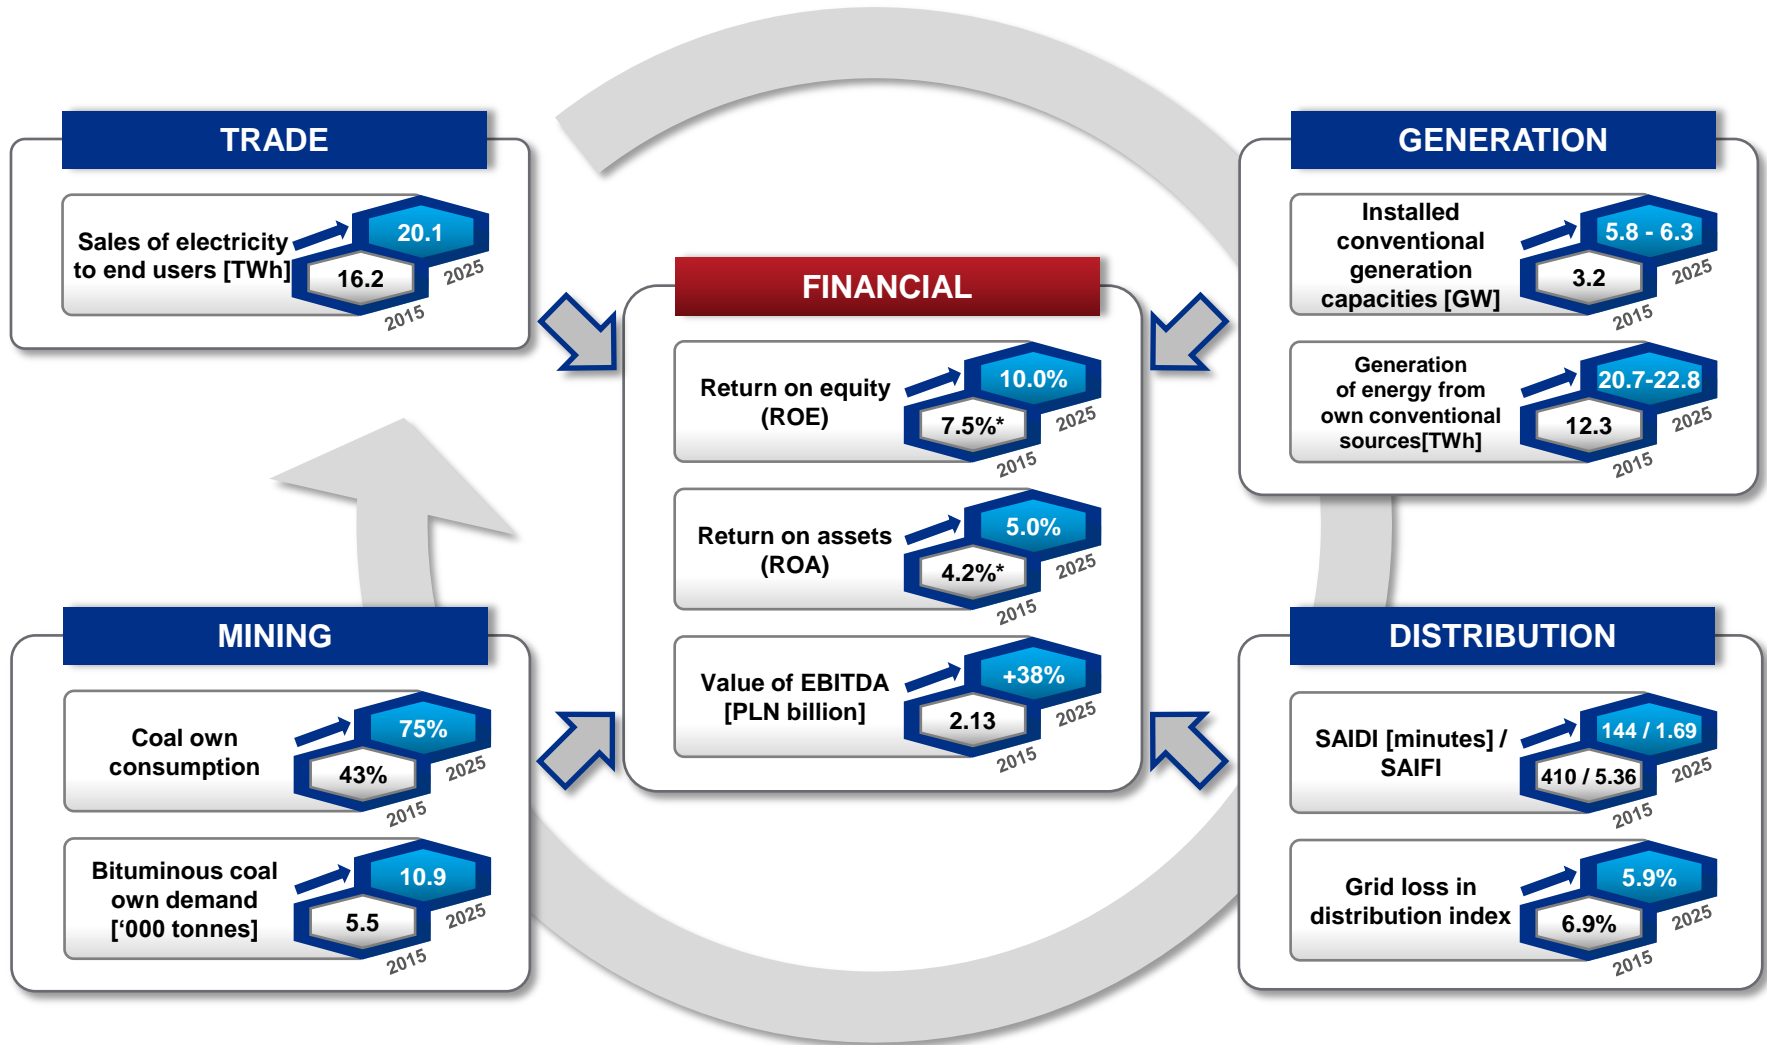 TRADE
Sales of electricity
to end users [TWh]
20.1
16.2
2025
2015
GENERATION
Installed
conventional
generation
capacities [GW]
5.8 - 6.3
3.2
2025
2015
Generation
of energy from
own conventional
sources[TWh]
20.7-22.8
12.3
2025
2015
FINANCIAL
Return on equity
(ROE)
10.0%
7.5%*
2025
2015
Return on assets
(ROA)
5.0%
4.2%*
2025
2015
Value of EBITDA
[PLN billion]
+38%
2.13
2025
2015
MINING
Coal own
consumption
75%
43%
2025
2015
Bituminous coal
own demand
[‘000 tonnes]
10.9
5.5
2025
2015
DISTRIBUTION
SAIDI [minutes] /
SAIFI
144 / 1.69
410 / 5.36
2025
2015
Grid loss in
distribution index
5.9%
6.9%
2025
2015